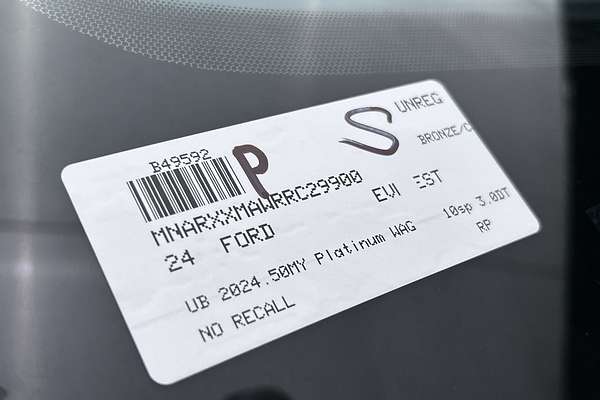 B49592
P
S
UNREG
BRONZE/C
MNARXXMAWRRC29900
24 FORD
EVI EST
UB 2024.50MY Platinum WAG
10sp 3.0DT
NO RECALL
RP